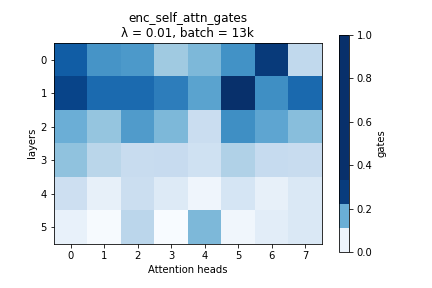 enc_self_attn_gates
λ = 0.01, batch = 13k
layers
0
1
2
3
4
5
0 1 2 3 4 5 6 7
Attention heads
1.0
0.8
0.6
0.4
0.2
0.0
gates